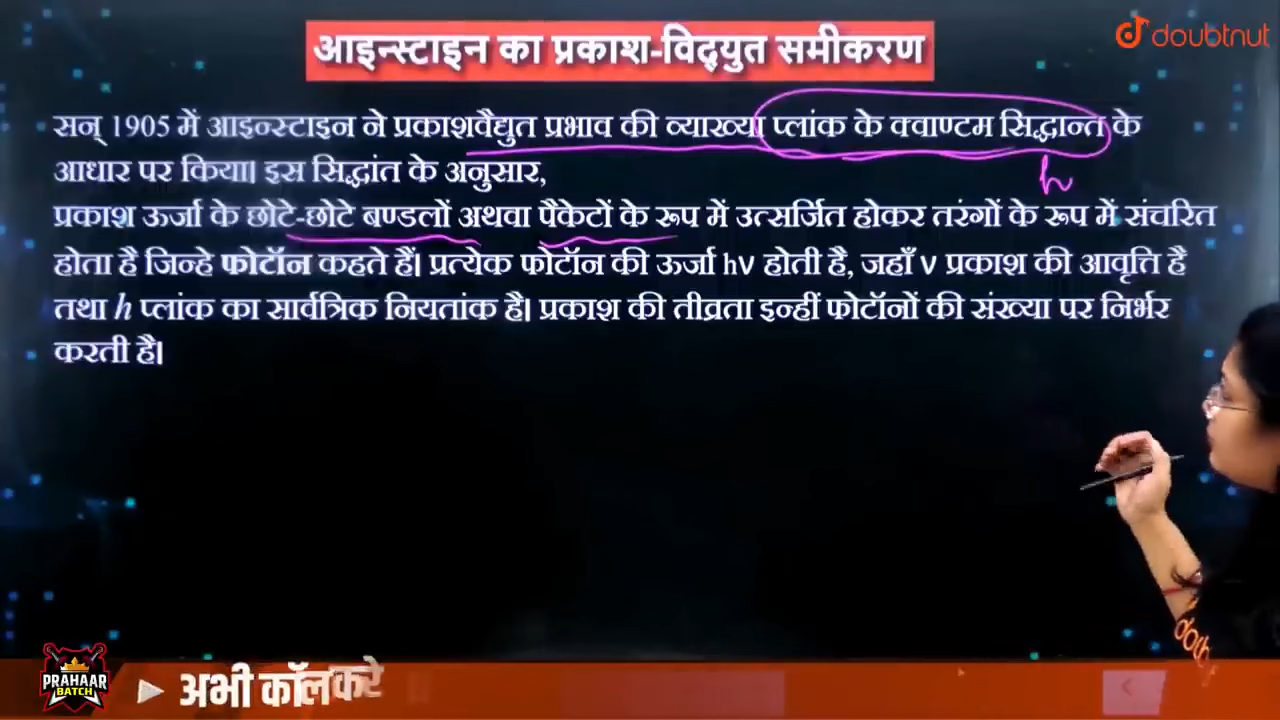 doubtnut
आइन्स्टाइन का प्रकाश-विद्युत समीकरण
सन् 1905 में आइन्स्टाइन ने प्रकाशवैद्युत प्रभाव की व्याख्या प्लांक के क्वाण्टम सिद्धान्त के
आधार पर किया। इस सिद्धांत के अनुसार,
h
प्रकाश ऊर्जा के छोटे-छोटे बण्डलों अथवा पैकेटों के रूप में उत्सर्जित होकर तरंगों के रूप में संचरित
होता है जिन्हे फोटॉन कहते हैं। प्रत्येक फोटॉन की ऊर्जा hν होती है, जहाँ ν प्रकाश की आवृत्ति है
तथा h प्लांक का सार्वत्रिक नियतांक है। प्रकाश की तीव्रता इन्हीं फोटॉनों की संख्या पर निर्भर
करती है।
PRAHAAR
BATCH
अभी कॉल करे